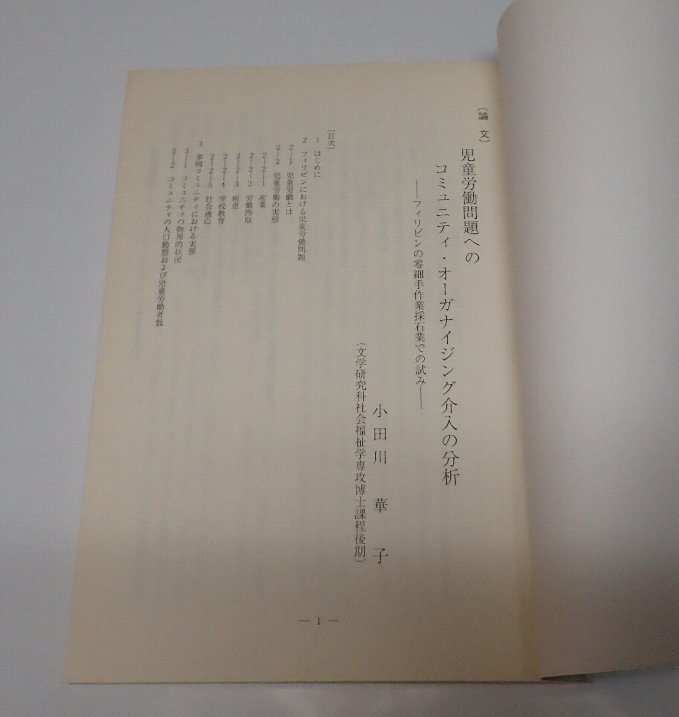 〔論 文〕
児童労働問題への
コミュニティ・オーガナイジング介入の分析
――フィリピンの零細手作業採石業での試み――
小田川 華子
(文学研究科社会福祉学専攻博士課程後期)
〔目次〕
1 はじめに
2 フィリピンにおける児童労働問題
2―1 児童労働とは
2―2 児童労働の実態
2―2―1 産業
2―2―2 労働搾取
2―2―3 疾患
2―2―4 学校教育
2―2―5 社会適応
3 事例コミュニティにおける実態
3―1 コミュニティの物理的状況
3―2 コミュニティの人口動態および児童労働者数
― 1 ―